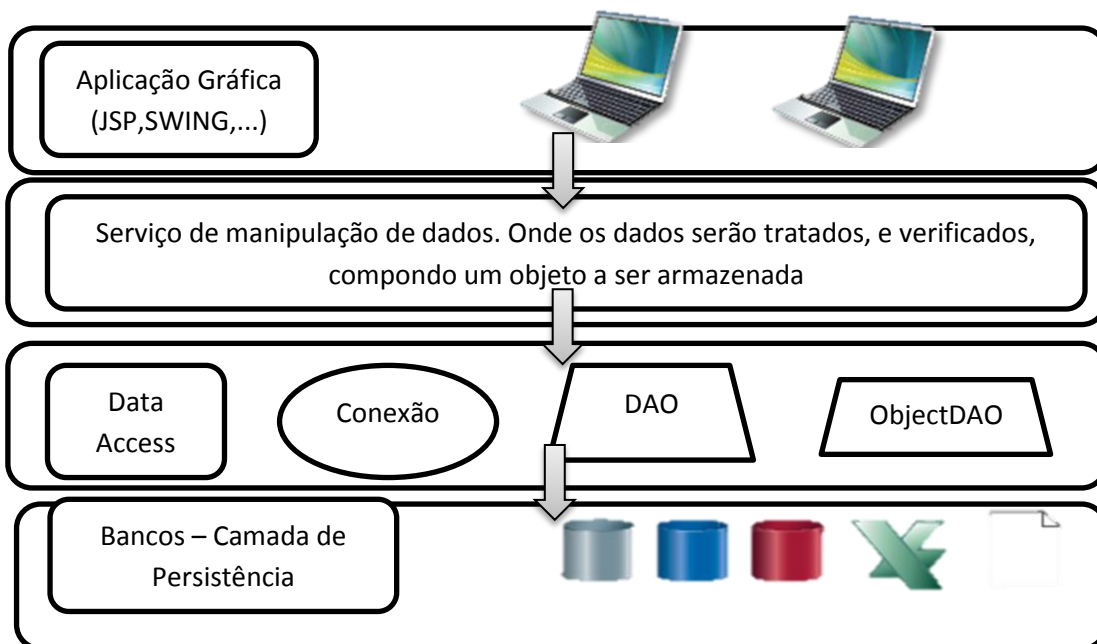 Aplicação Gráfica
(JSP,SWING,...)
Serviço de manipulação de dados. Onde os dados serão tratados, e verificados,
compondo um objeto a ser armazenada
Data
Access
Conexão
DAO
ObjectDAO
Bancos – Camada de
Persistência